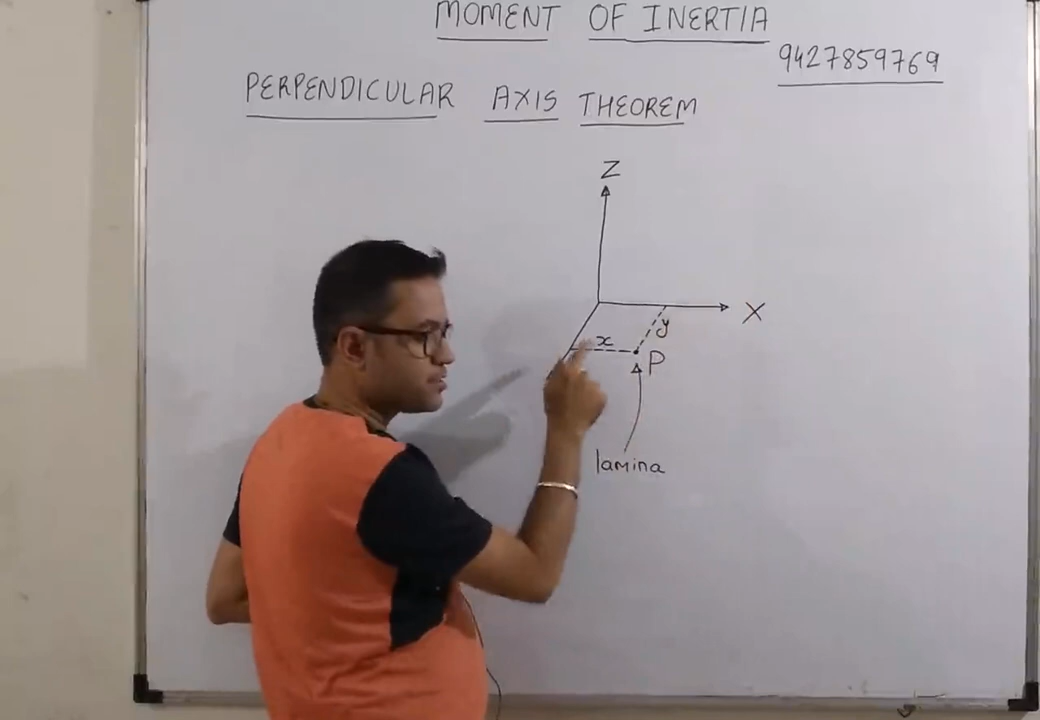 MOMENT OF INERTIA
9427859769
PERPENDICULAR AXIS THEOREM
Z
X
x
y
P
lamina